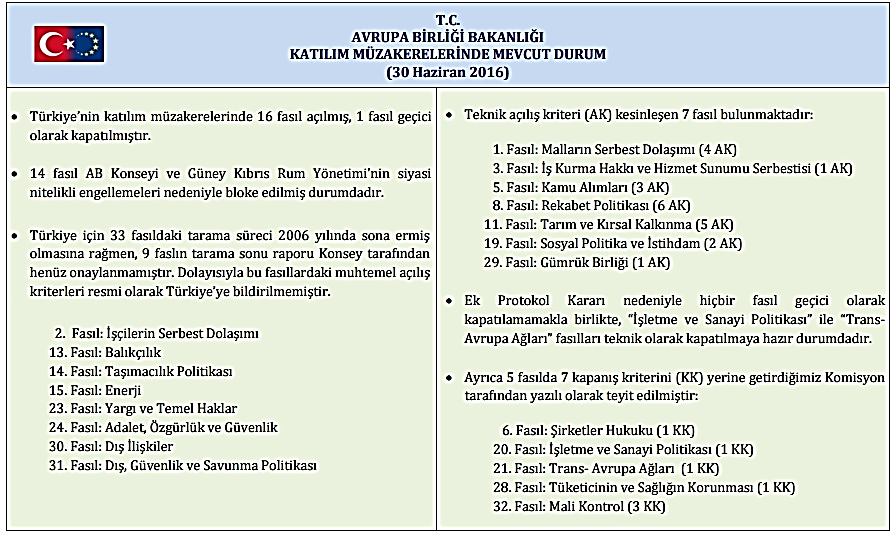 T.C.
AVRUPA BİRLİĞİ BAKANLIĞI
KATILIM MÜZAKERELERİNDE MEVCUT DURUM
(30 Haziran 2016)
• Türkiye'nin katılım müzakerelerinde 16 fasıl açılmış, 1 fasıl geçici
olarak kapatılmıştır.
• 14 fasıl AB Konseyi ve Güney Kıbrıs Rum Yönetimi'nin siyasi
nitelikli engellemeleri nedeniyle bloke edilmiş durumdadır.
• Türkiye için 33 fasıldaki tarama süreci 2006 yılında sona ermiş
olmasına rağmen, 9 faslın tarama sonu raporu Konsey tarafından
henüz onaylanmamıştır. Dolayısıyla bu fasıllardaki muhtemel açılış
kriterleri resmi olarak Türkiye'ye bildirilmemiştir.
2. Fasıl: İşçilerin Serbest Dolaşımı
13. Fasıl: Balıkçılık
14. Fasıl: Taşımacılık Politikası
15. Fasıl: Enerji
23. Fasıl: Yargı ve Temel Haklar
24. Fasıl: Adalet, Özgürlük ve Güvenlik
30. Fasıl: Dış İlişkiler
31. Fasıl: Dış, Güvenlik ve Savunma Politikası
• Teknik açılış kriteri (AK) kesinleşen 7 fasıl bulunmaktadır:
1. Fasıl: Malların Serbest Dolaşımı (4 AK)
3. Fasıl: İş Kurma Hakkı ve Hizmet Sunumu Serbestisi (1 AK)
5. Fasıl: Kamu Alımları (3 AK)
8. Fasıl: Rekabet Politikası (6 AK)
11. Fasıl: Tarım ve Kırsal Kalkınma (5 AK)
19. Fasıl: Sosyal Politika ve İstihdam (2 AK)
29. Fasıl: Gümrük Birliği (1 AK)
• Ek Protokol Kararı nedeniyle hiçbir fasıl geçici olarak
kapatılamamakla birlikte, "İşletme ve Sanayi Politikası" ile "Trans-
Avrupa Ağları" fasılları teknik olarak kapatılmaya hazır durumdadır.
• Ayrıca 5 fasılda 7 kapanış kriterini (KK) yerine getirdiğimiz Komisyon
tarafından yazılı olarak teyit edilmiştir:
6. Fasıl: Şirketler Hukuku (1 KK)
20. Fasıl: İşletme ve Sanayi Politikası (1 KK)
21. Fasıl: Trans- Avrupa Ağları (1 KK)
28. Fasıl: Tüketicinin ve Sağlığın Korunması (1 KK)
32. Fasıl: Mali Kontrol (3 KK)